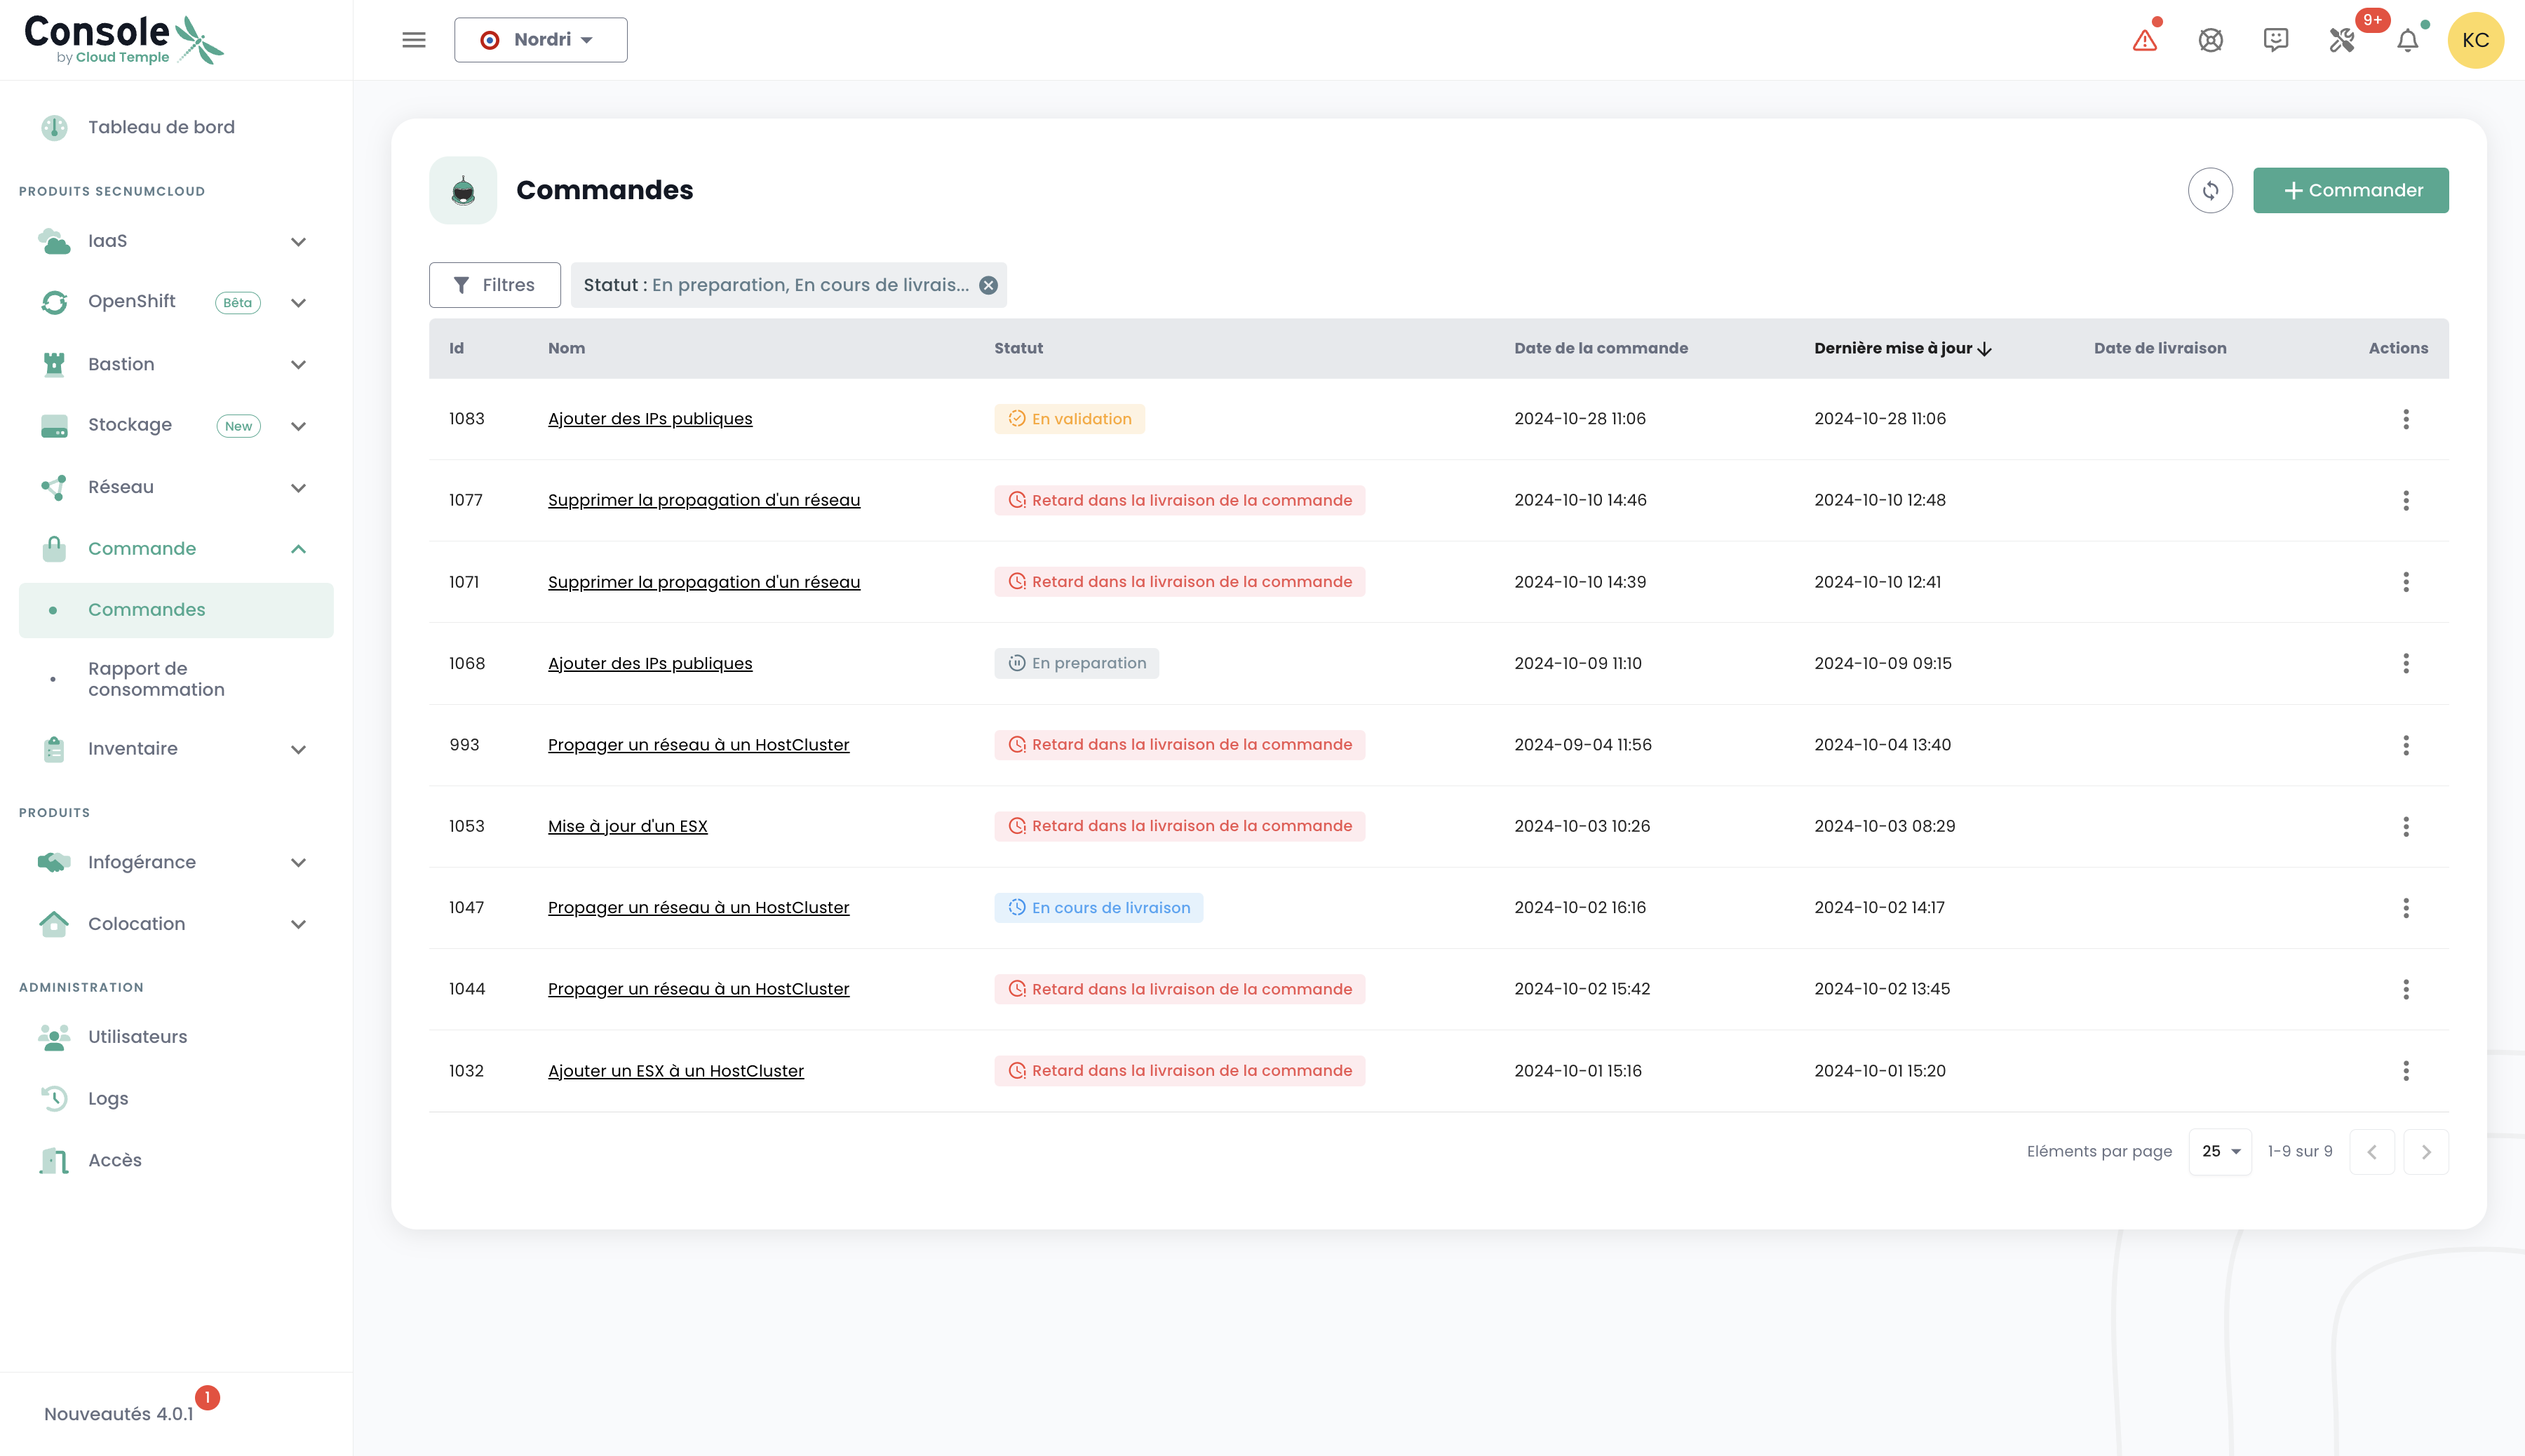 Console
by Cloud Temple
Nordri
9+
KC
Tableau de bord
PRODUITS SECNUMCLOUD
IaaS
OpenShift Bêta
Bastion
Stockage New
Réseau
Commande
Commandes
Rapport de
consommation
Inventaire
PRODUITS
Infogérance
Colocation
ADMINISTRATION
Utilisateurs
Logs
Accès
Nouveautés 4.0.1 1
Commandes
Commander
Filtres Statut : En preparation, En cours de livrais...
Id Nom Statut Date de la commande Dernière mise à jour Date de livraison Actions
1083 Ajouter des IPs publiques En validation 2024-10-28 11:06 2024-10-28 11:06
1077 Supprimer la propagation d'un réseau Retard dans la livraison de la commande 2024-10-10 14:46 2024-10-10 12:48
1071 Supprimer la propagation d'un réseau Retard dans la livraison de la commande 2024-10-10 14:39 2024-10-10 12:41
1068 Ajouter des IPs publiques En preparation 2024-10-09 11:10 2024-10-09 09:15
993 Propager un réseau à un HostCluster Retard dans la livraison de la commande 2024-09-04 11:56 2024-10-04 13:40
1053 Mise à jour d'un ESX Retard dans la livraison de la commande 2024-10-03 10:26 2024-10-03 08:29
1047 Propager un réseau à un HostCluster En cours de livraison 2024-10-02 16:16 2024-10-02 14:17
1044 Propager un réseau à un HostCluster Retard dans la livraison de la commande 2024-10-02 15:42 2024-10-02 13:45
1032 Ajouter un ESX à un HostCluster Retard dans la livraison de la commande 2024-10-01 15:16 2024-10-01 15:20
Eléments par page 25 1-9 sur 9